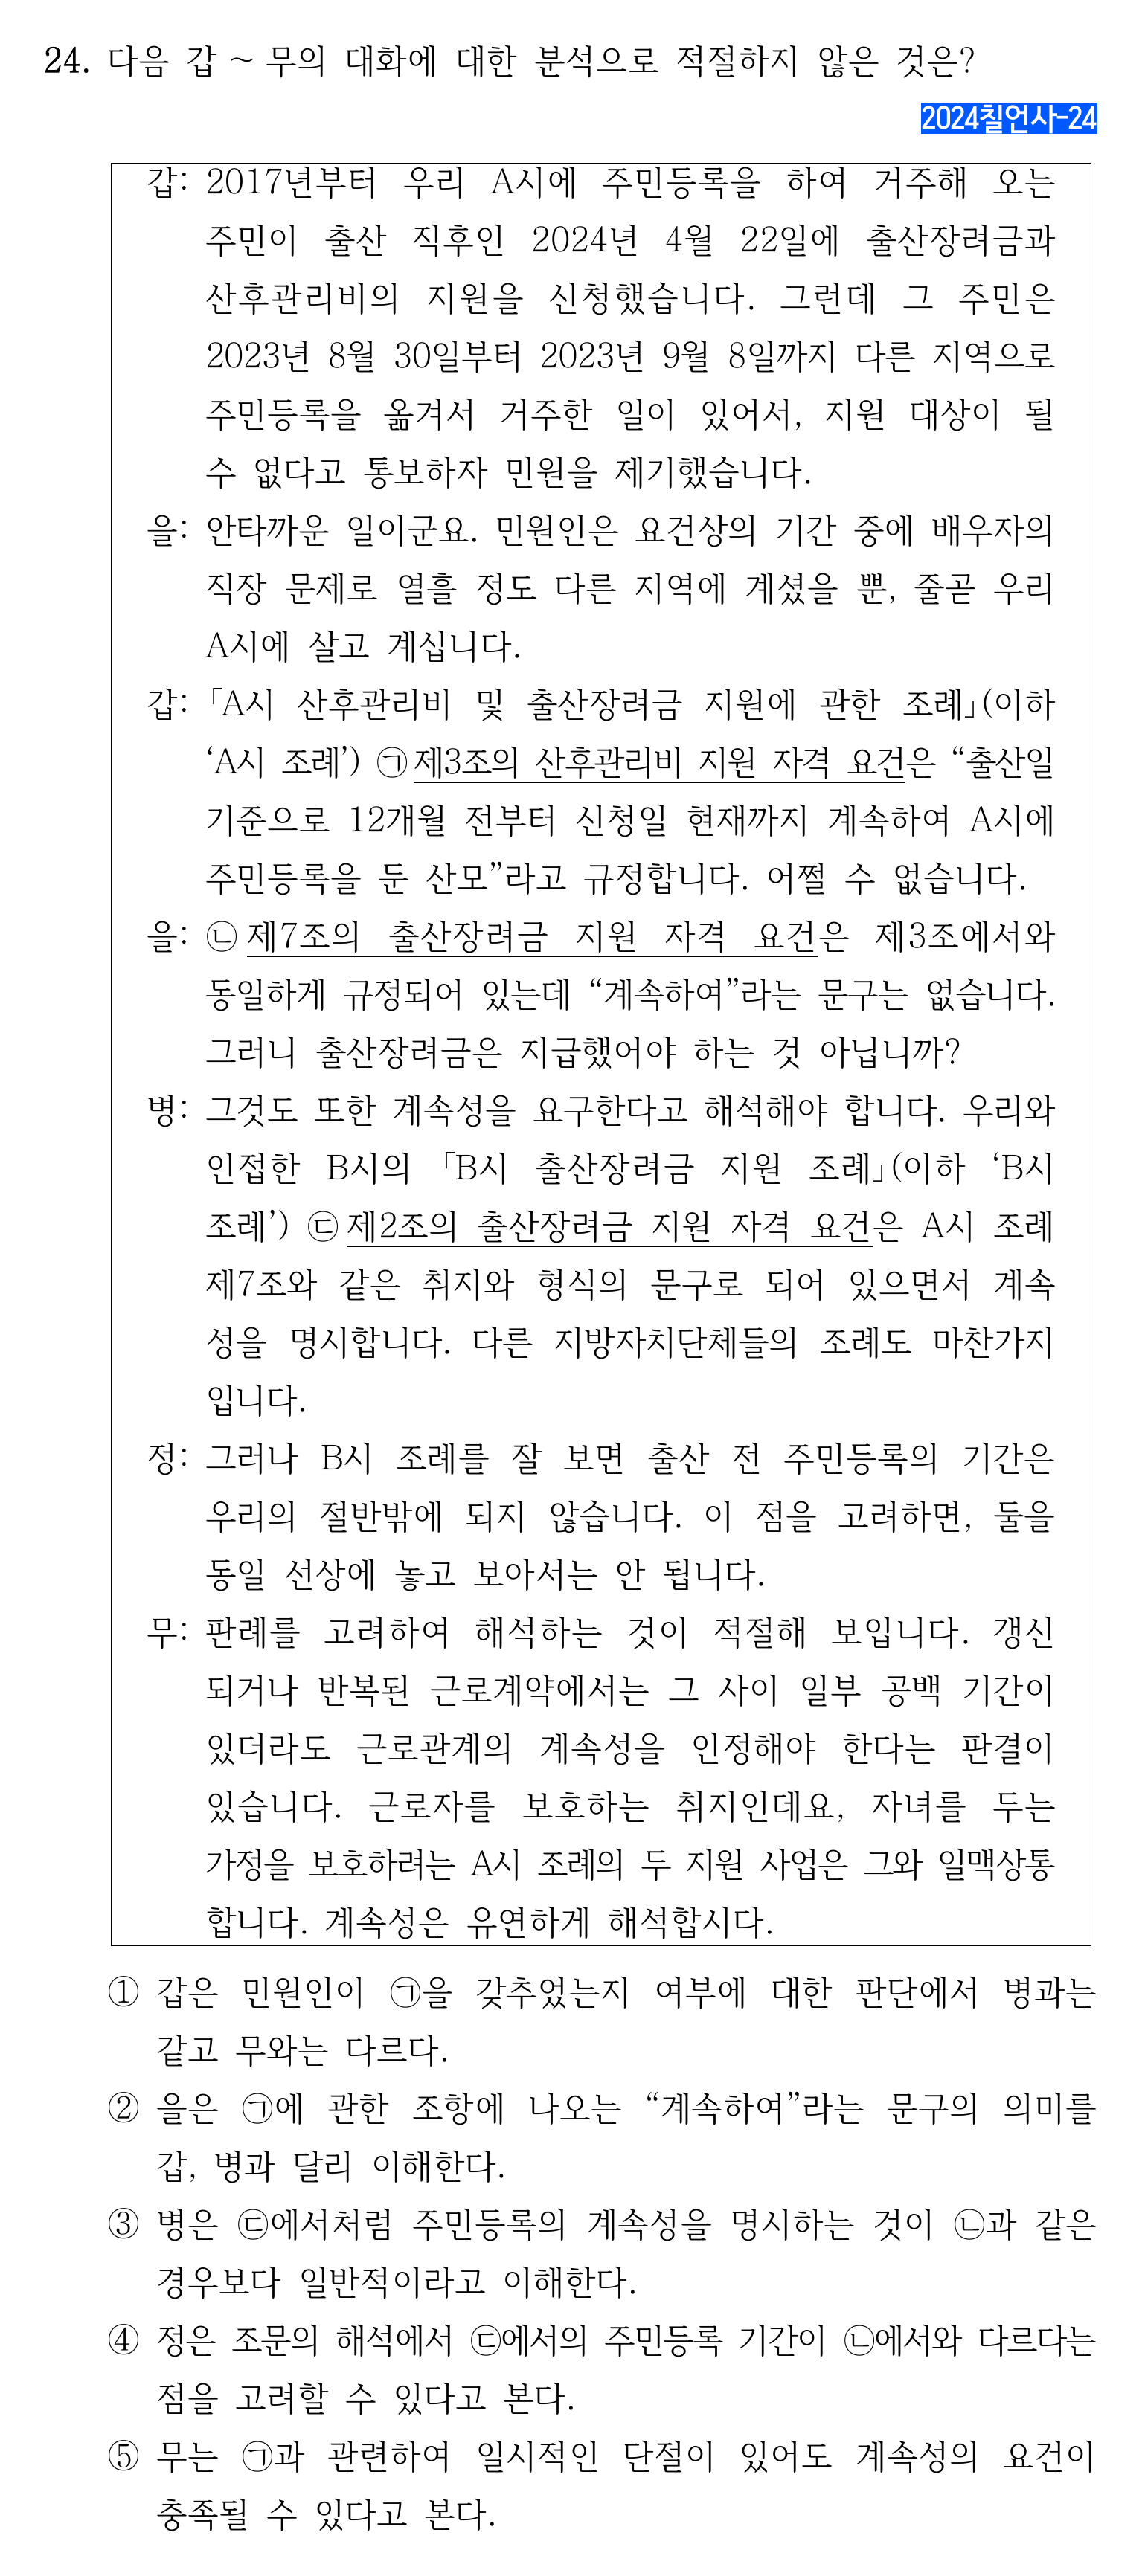 24. 다음 갑 ~ 무의 대화에 대한 분석으로 적절하지 않은 것은?
2024칠언사-24
갑: 2017년부터 우리 A시에 주민등록을 하여 거주해 오는
주민이 출산 직후인 2024년 4월 22일에 출산장려금과
산후관리비의 지원을 신청했습니다. 그런데 그 주민은
2023년 8월 30일부터 2023년 9월 8일까지 다른 지역으로
주민등록을 옮겨서 거주한 일이 있어서, 지원 대상이 될
수 없다고 통보하자 민원을 제기했습니다.
을: 안타까운 일이군요. 민원인은 요건상의 기간 중에 배우자의
직장 문제로 열흘 정도 다른 지역에 계셨을 뿐, 줄곧 우리
A시에 살고 계십니다.
갑: 「A시 산후관리비 및 출산장려금 지원에 관한 조례」(이하
‘A시 조례’) ㉠제3조의 산후관리비 지원 자격 요건은 “출산일
기준으로 12개월 전부터 신청일 현재까지 계속하여 A시에
주민등록을 둔 산모”라고 규정합니다. 어쩔 수 없습니다.
을: ㉡제7조의 출산장려금 지원 자격 요건은 제3조에서와
동일하게 규정되어 있는데 “계속하여”라는 문구는 없습니다.
그러니 출산장려금은 지급했어야 하는 것 아닙니까?
병: 그것도 또한 계속성을 요구한다고 해석해야 합니다. 우리와
인접한 B시의 「B시 출산장려금 지원 조례」(이하 ‘B시
조례’) ㉢제2조의 출산장려금 지원 자격 요건은 A시 조례
제7조와 같은 취지와 형식의 문구로 되어 있으면서 계속
성을 명시합니다. 다른 지방자치단체들의 조례도 마찬가지
입니다.
정: 그러나 B시 조례를 잘 보면 출산 전 주민등록의 기간은
우리의 절반밖에 되지 않습니다. 이 점을 고려하면, 둘을
동일 선상에 놓고 보아서는 안 됩니다.
무: 판례를 고려하여 해석하는 것이 적절해 보입니다. 갱신
되거나 반복된 근로계약에서는 그 사이 일부 공백 기간이
있더라도 근로관계의 계속성을 인정해야 한다는 판결이
있습니다. 근로자를 보호하는 취지인데요, 자녀를 두는
가정을 보호하려는 A시 조례의 두 지원 사업은 그와 일맥상통
합니다. 계속성은 유연하게 해석합시다.
① 갑은 민원인이 ㉠을 갖추었는지 여부에 대한 판단에서 병과는
같고 무와는 다르다.
② 을은 ㉠에 관한 조항에 나오는 “계속하여”라는 문구의 의미를
갑, 병과 달리 이해한다.
③ 병은 ㉢에서처럼 주민등록의 계속성을 명시하는 것이 ㉡과 같은
경우보다 일반적이라고 이해한다.
④ 정은 조문의 해석에서 ㉢에서의 주민등록 기간이 ㉡에서와 다르다는
점을 고려할 수 있다고 본다.
⑤ 무는 ㉠과 관련하여 일시적인 단절이 있어도 계속성의 요건이
충족될 수 있다고 본다.